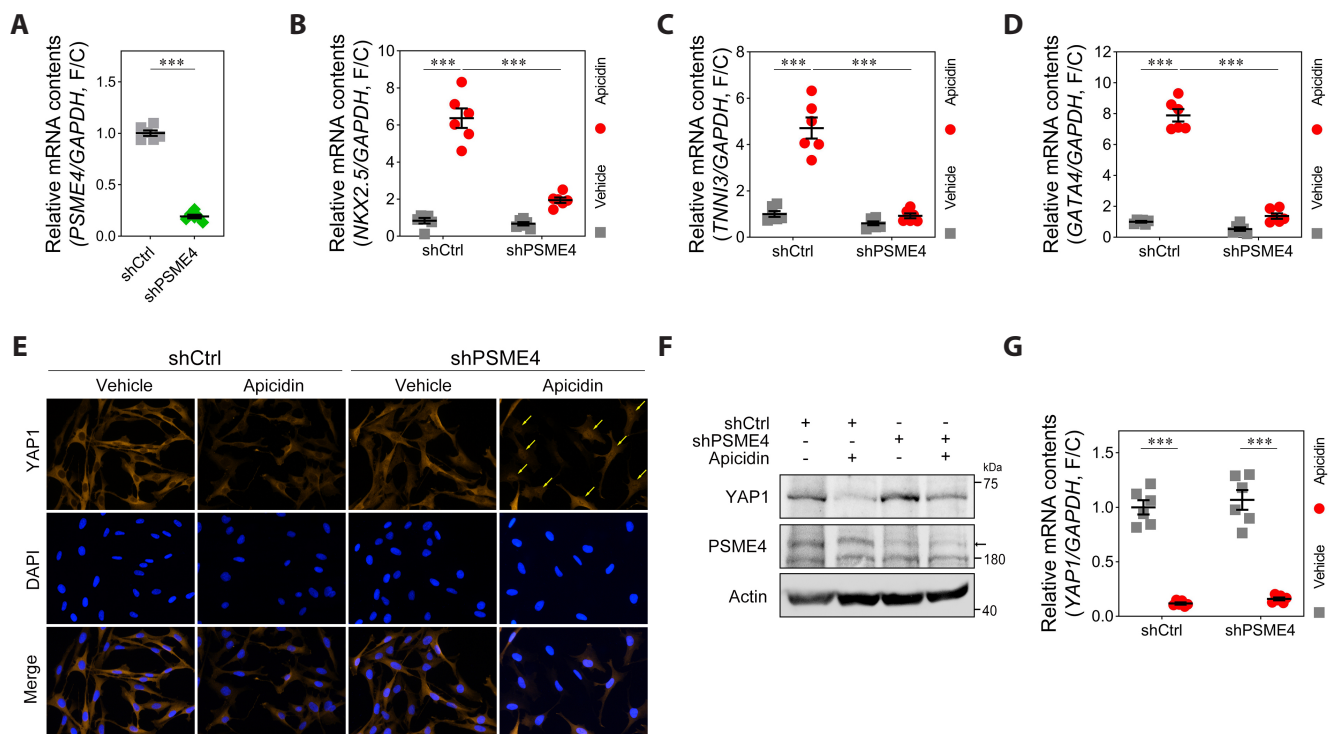 A
Relative mRNA contents
(PSME4/GAPDH, F/C)
1.5
1.0
0.5
0.0
***
shCtrl
shPSME4
B
Relative mRNA contents
(NKX2.5/GAPDH, F/C)
10
8
6
4
2
0
*** ***
shCtrl shPSME4
Vehicle Apicidin
C
Relative mRNA contents
(TNNI3/GAPDH, F/C)
8
6
4
2
0
*** ***
shCtrl shPSME4
Vehicle Apicidin
D
Relative mRNA contents
(GATA4/GAPDH, F/C)
12
10
8
6
4
2
0
*** ***
shCtrl shPSME4
Vehicle Apicidin
E
shCtrl shPSME4
Vehicle Apicidin Vehicle Apicidin
YAP1
DAPI
Merge
F
shCtrl + + - -
shPSME4 - - + +
Apicidin - + - +
kDa
YAP1 75
PSME4 180
Actin 40
G
Relative mRNA contents
(YAP1/GAPDH, F/C)
1.5
1.0
0.5
0.0
*** ***
shCtrl shPSME4
Vehicle Apicidin